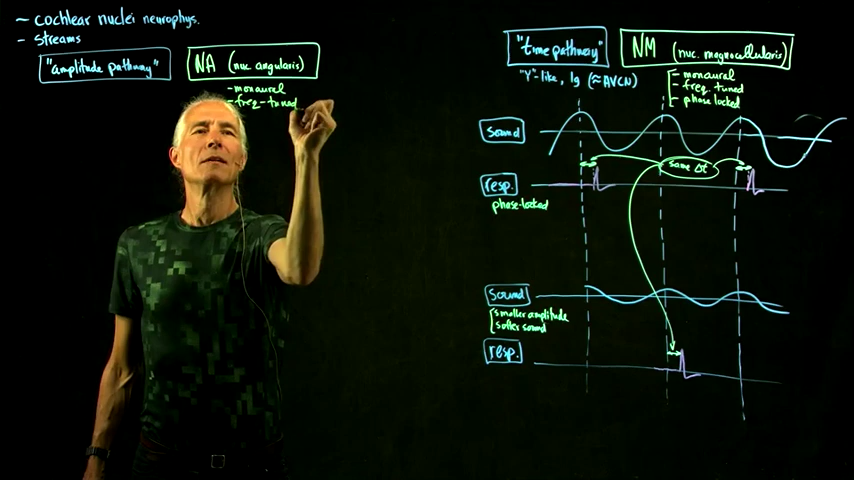 ~ cochlear nuclei neurophys.
- streams
"amplitude pathway"
NA (nuc. angularis)
- monaural
- freq-tuned
"time pathway"
NM (nuc. magnocellularis)
"Y"-like, lg (≈AVCN)
- monaural
- freq. tuned
- phase locked
sound
same Δt
resp.
phase-locked
sound
smaller amplitude
softer sound
resp.